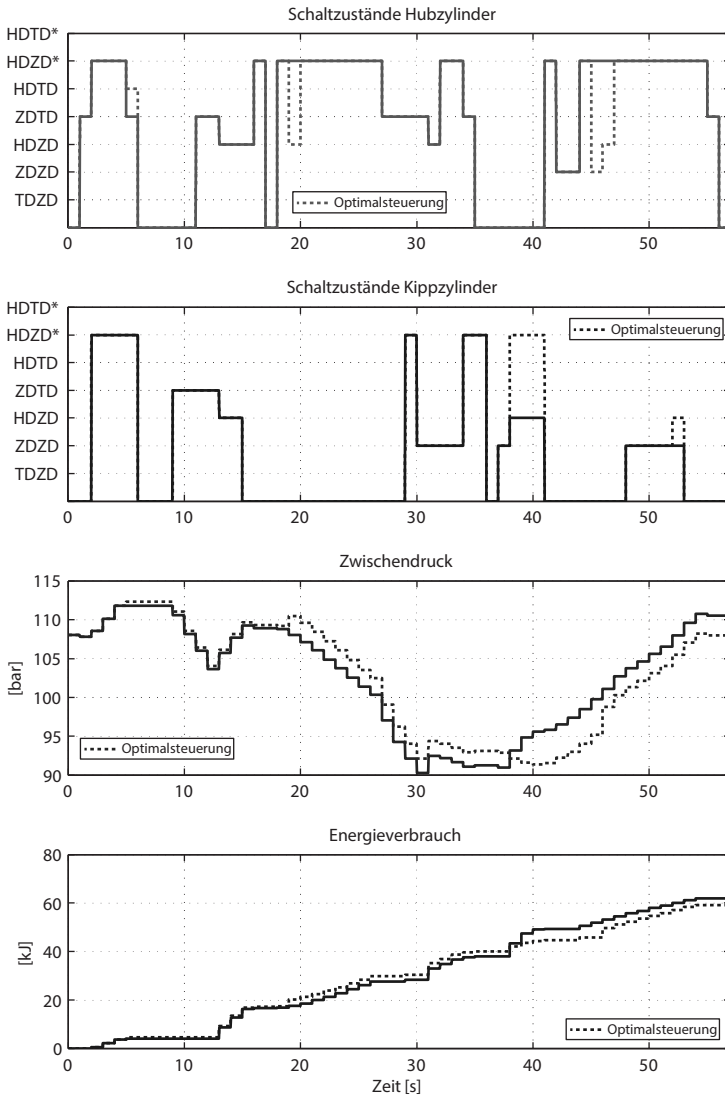 Schaltzustände Hubzylinder
HDTD*
HDZD*
HDTD
ZDTD
HDZD
ZDZD
TDZD
Optimalsteuerung
0 10 20 30 40 50
Schaltzustände Kippzylinder
HDTD*
HDZD*
HDTD
ZDTD
HDZD
ZDZD
TDZD
Optimalsteuerung
0 10 20 30 40 50
Zwischendruck
115
110
105
100
95
90
[bar]
Optimalsteuerung
0 10 20 30 40 50
Energieverbrauch
80
60
40
20
0
[kJ]
Optimalsteuerung
0 10 20 30 40 50
Zeit [s]